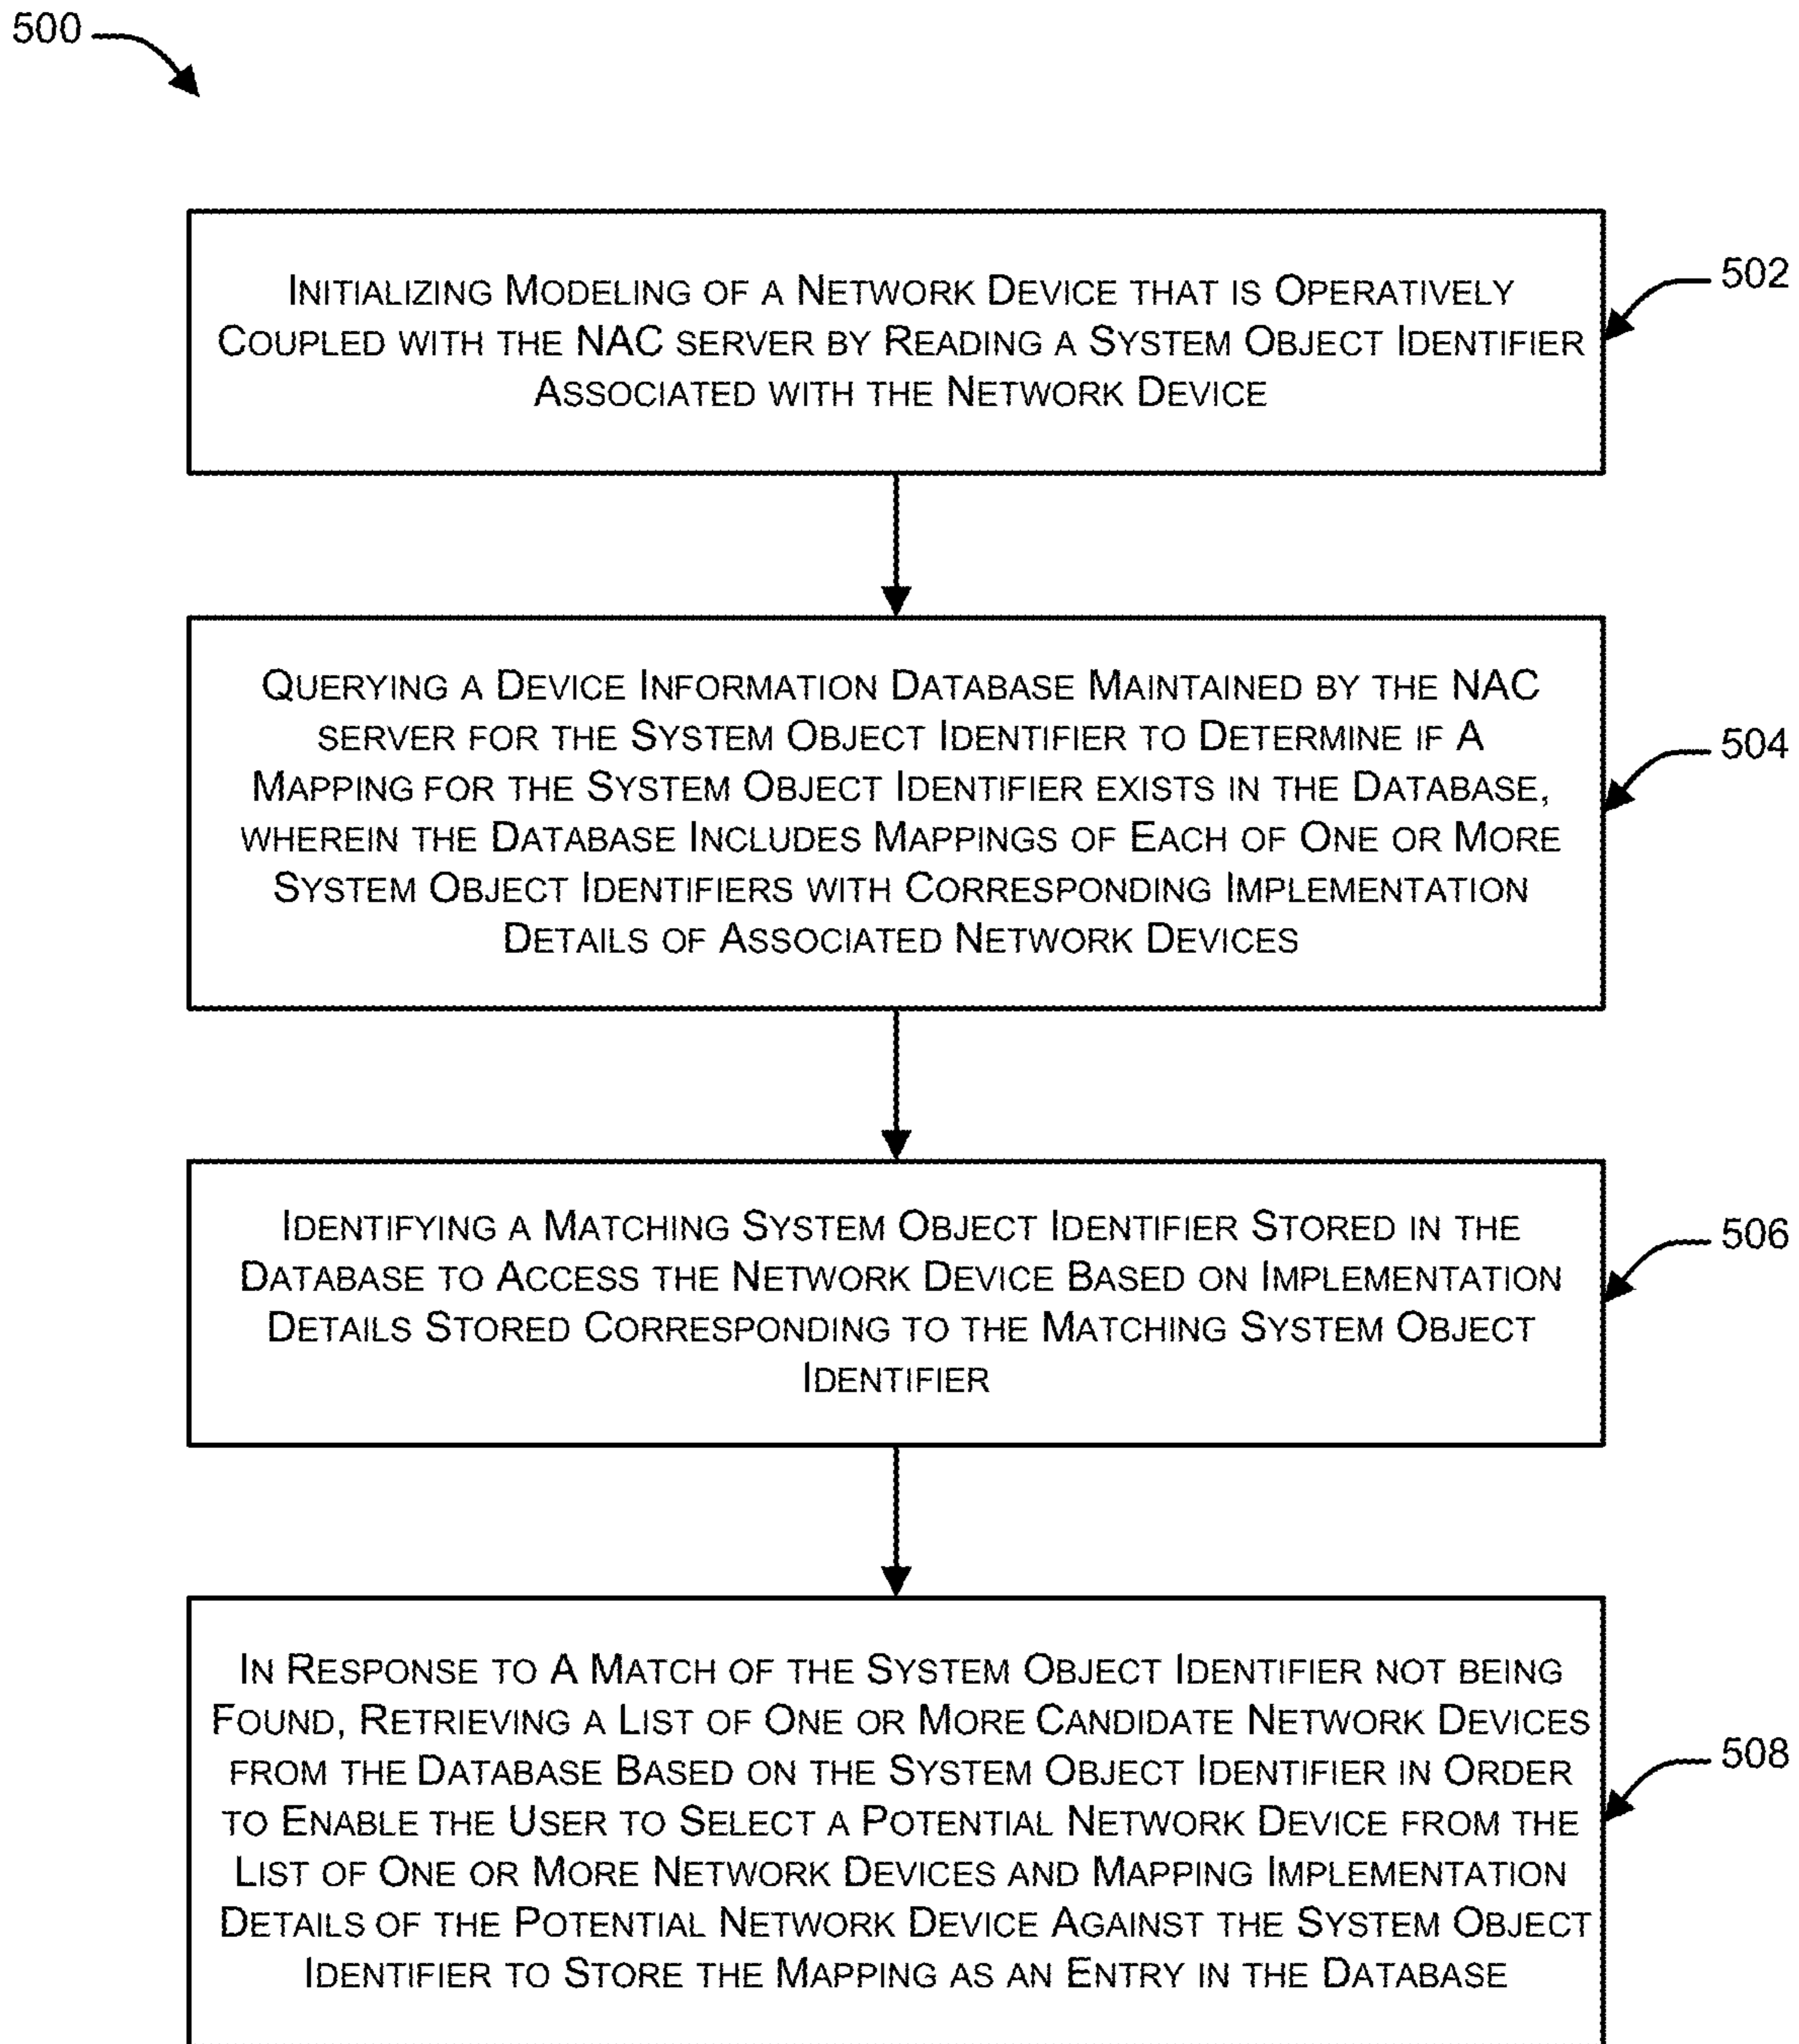 500
INITIALIZING MODELING OF A NETWORK DEVICE THAT IS OPERATIVELY
COUPLED WITH THE NAC SERVER BY READING A SYSTEM OBJECT IDENTIFIER
ASSOCIATED WITH THE NETWORK DEVICE
502
QUERYING A DEVICE INFORMATION DATABASE MAINTAINED BY THE NAC
SERVER FOR THE SYSTEM OBJECT IDENTIFIER TO DETERMINE IF A
MAPPING FOR THE SYSTEM OBJECT IDENTIFIER EXISTS IN THE DATABASE,
WHEREIN THE DATABASE INCLUDES MAPPINGS OF EACH OF ONE OR MORE
SYSTEM OBJECT IDENTIFIERS WITH CORRESPONDING IMPLEMENTATION
DETAILS OF ASSOCIATED NETWORK DEVICES
504
IDENTIFYING A MATCHING SYSTEM OBJECT IDENTIFIER STORED IN THE
DATABASE TO ACCESS THE NETWORK DEVICE BASED ON IMPLEMENTATION
DETAILS STORED CORRESPONDING TO THE MATCHING SYSTEM OBJECT
IDENTIFIER
506
IN RESPONSE TO A MATCH OF THE SYSTEM OBJECT IDENTIFIER NOT BEING
FOUND, RETRIEVING A LIST OF ONE OR MORE CANDIDATE NETWORK DEVICES
FROM THE DATABASE BASED ON THE SYSTEM OBJECT IDENTIFIER IN ORDER
TO ENABLE THE USER TO SELECT A POTENTIAL NETWORK DEVICE FROM THE
LIST OF ONE OR MORE NETWORK DEVICES AND MAPPING IMPLEMENTATION
DETAILS OF THE POTENTIAL NETWORK DEVICE AGAINST THE SYSTEM OBJECT
IDENTIFIER TO STORE THE MAPPING AS AN ENTRY IN THE DATABASE
508